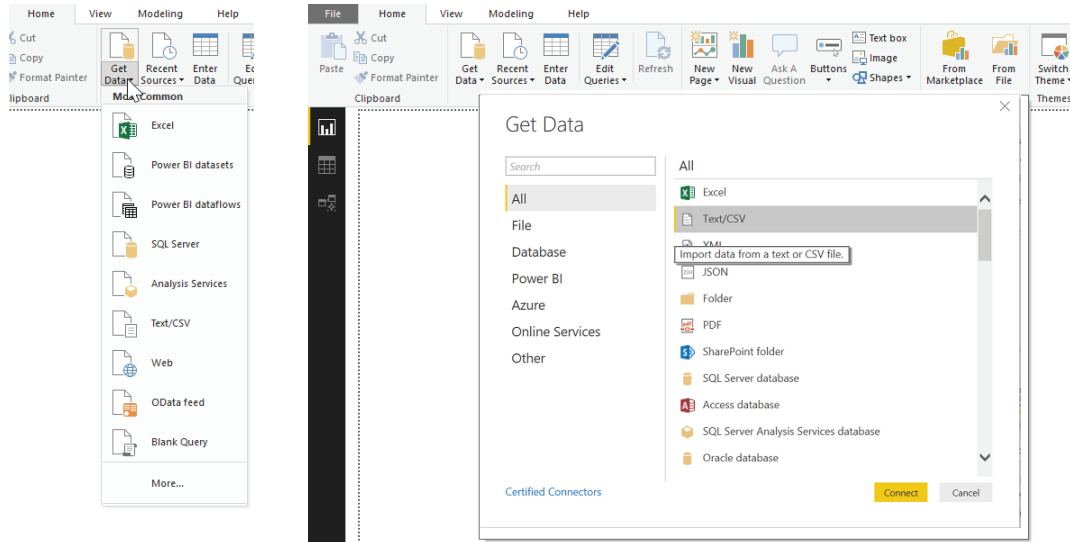 Home View Modeling Help
Cut
Copy
Format Painter
Get Data
Recent Sources
Enter Data
lipboard
Common
Excel
Power BI datasets
Power BI dataflows
SQL Server
Analysis Services
Text/CSV
Web
OData feed
Blank Query
More...
File Home View Modeling Help
Paste
Cut
Copy
Format Painter
Get Data
Recent Sources
Enter Data
Edit Queries
Refresh
New Page
New Visual
Ask A Question
Buttons
Text box
Image
Shapes
From Marketplace
From File
Switch Theme
Clipboard
Themes
Get Data
Search
All
File
Database
Power BI
Azure
Online Services
Other
All
Excel
Text/CSV
XML
Import data from a text or CSV file.
JSON
Folder
PDF
SharePoint folder
SQL Server database
Access database
SQL Server Analysis Services database
Oracle database
Certified Connectors
Connect Cancel